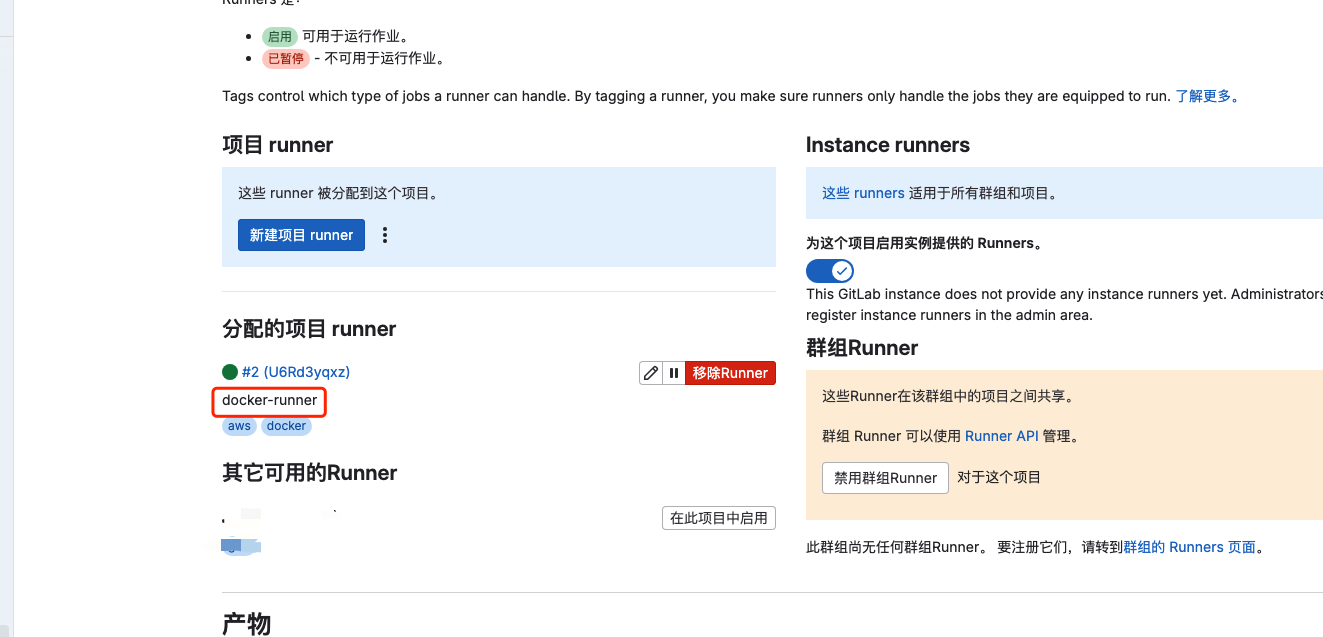 Runners 是:
启用 可用于运行作业。
已暂停 - 不可用于运行作业。
Tags control which type of jobs a runner can handle. By tagging a runner, you make sure runners only handle the jobs they are equipped to run. 了解更多。
项目 runner
这些 runner 被分配到这个项目。
新建项目 runner
分配的项目 runner
#2 (U6Rd3yqxz)
移除Runner
docker-runner
aws docker
其它可用的Runner
在此项目中启用
Instance runners
这些 runners 适用于所有群组和项目。
为这个项目启用实例提供的 Runners。
This GitLab instance does not provide any instance runners yet. Administrators
register instance runners in the admin area.
群组Runner
这些Runner在该群组中的项目之间共享。
群组 Runner 可以使用 Runner API 管理。
禁用群组Runner 对于这个项目
此群组尚无任何群组Runner。 要注册它们，请转到群组的 Runners 页面。
产物